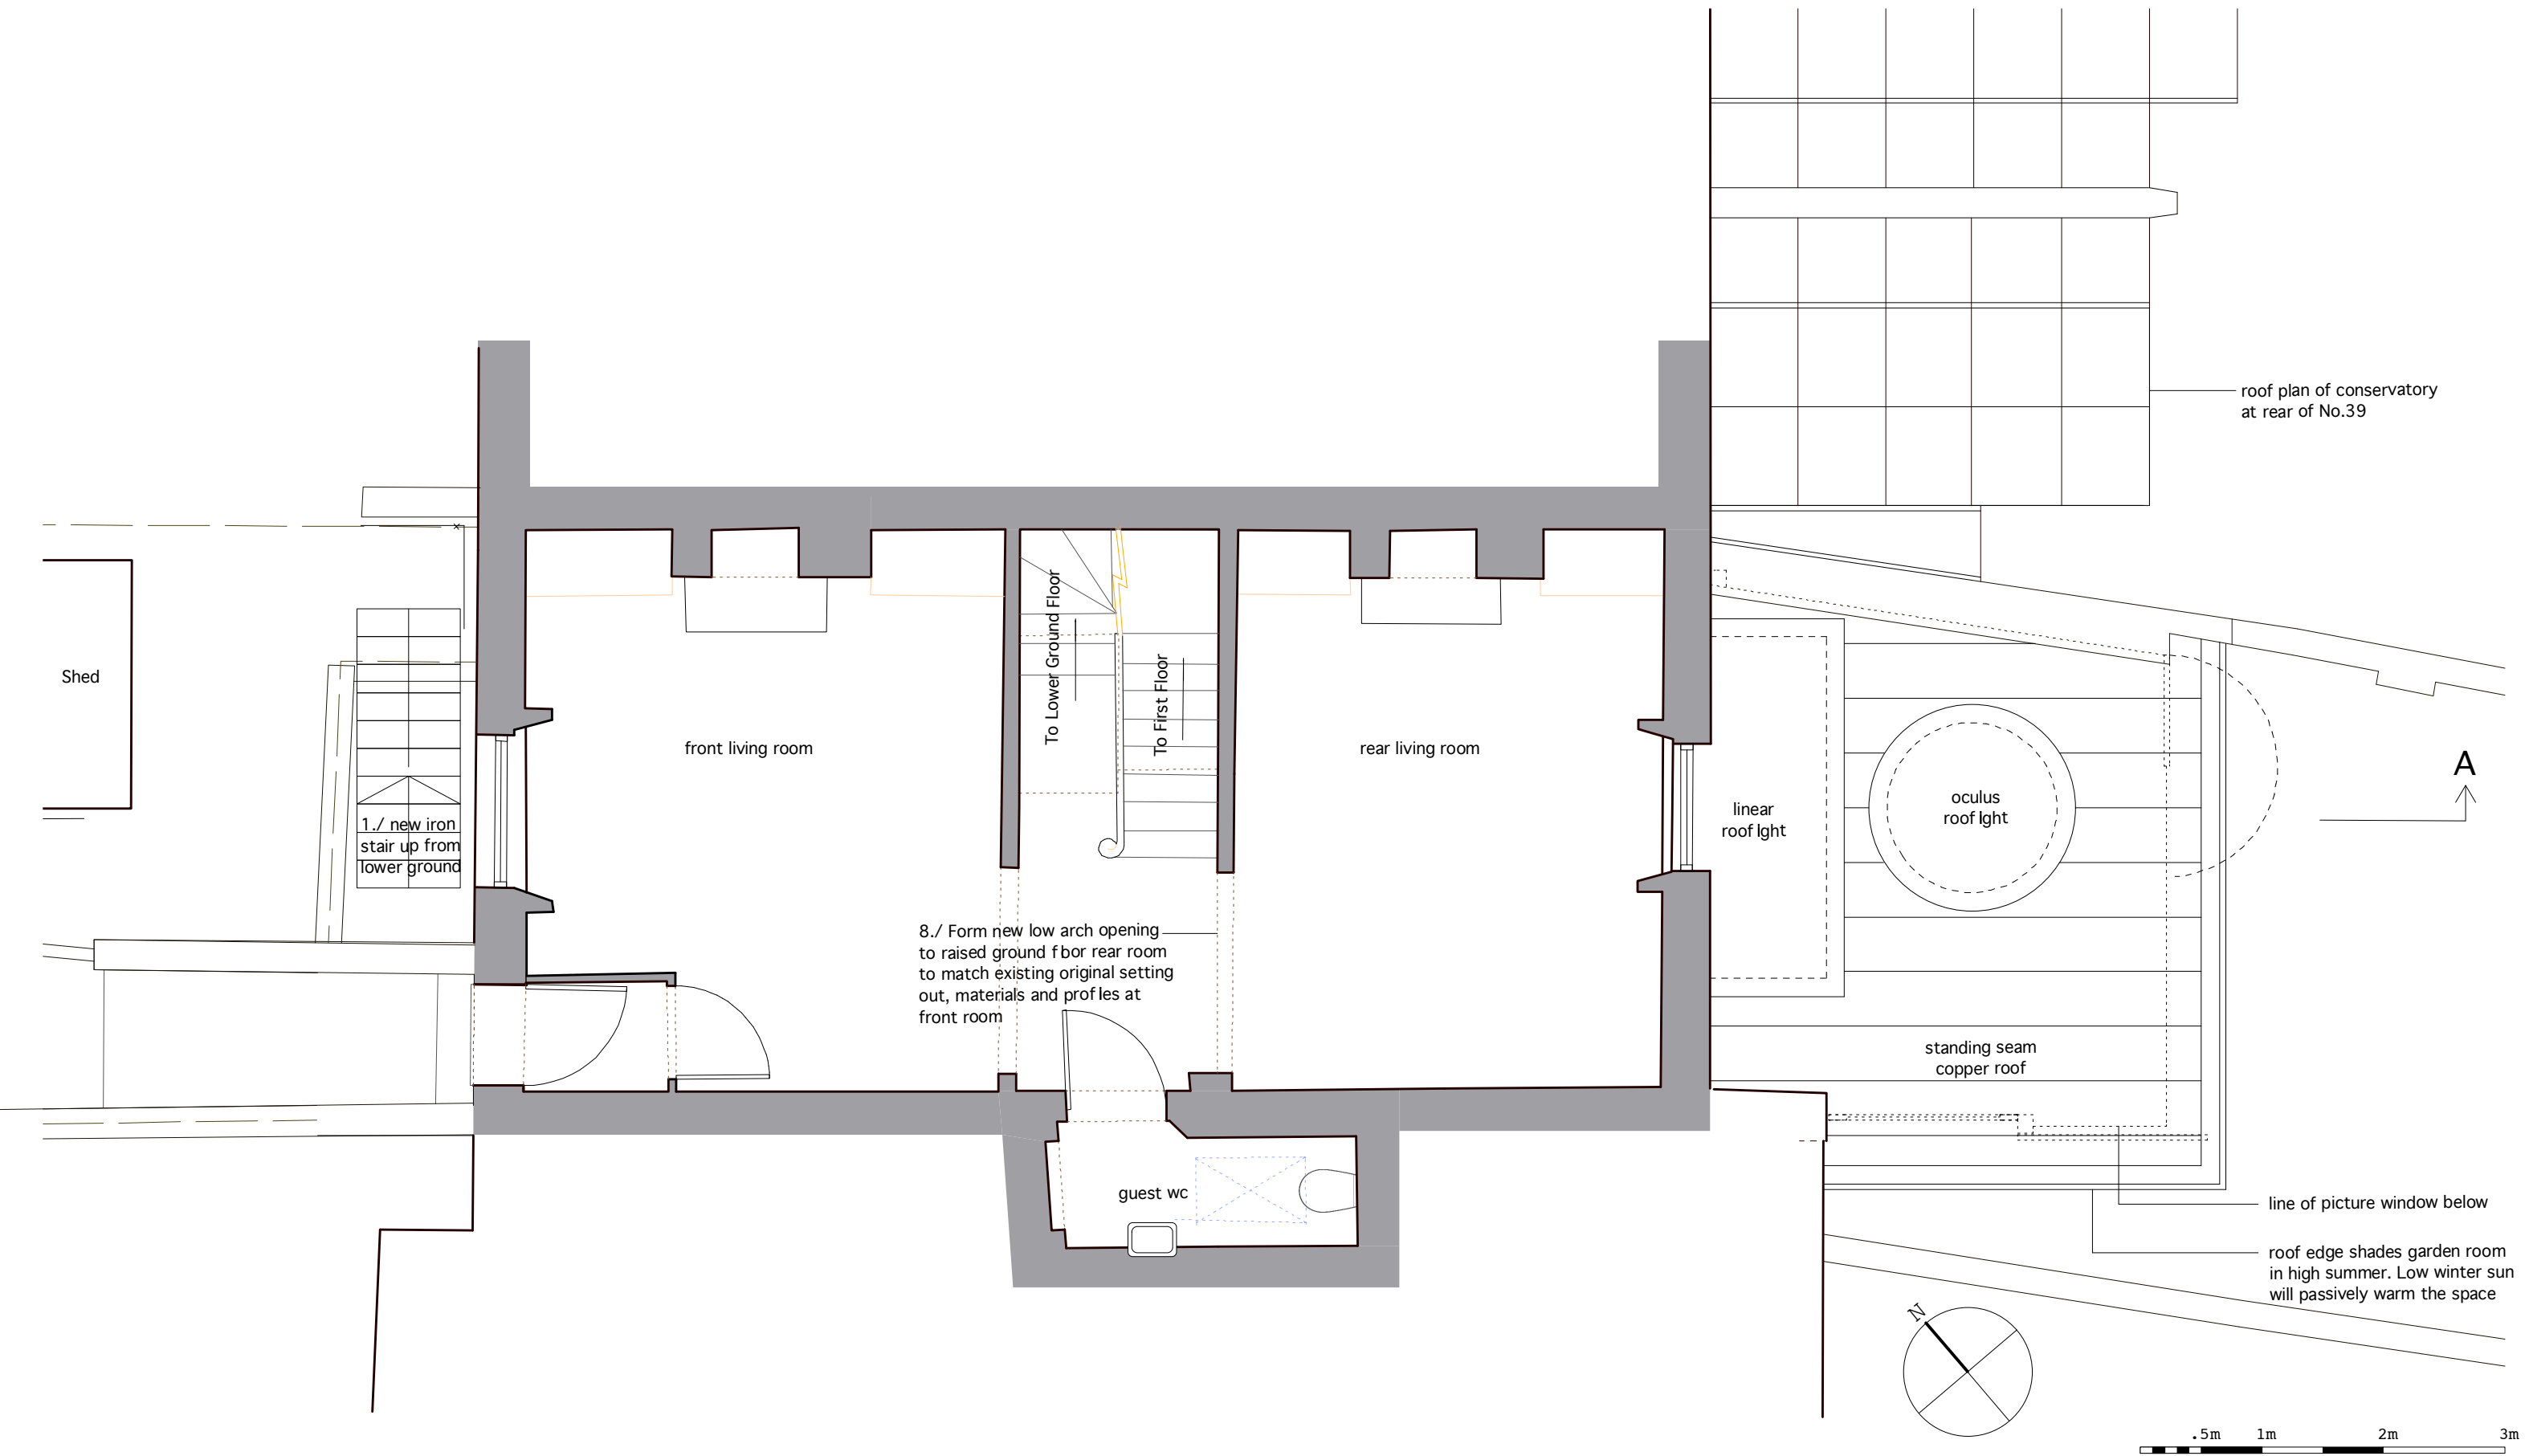 roof plan of conservatory
at rear of No.39
Shed
To Lower Ground Floor
To First Floor
front living room
rear living room
A
1./ new iron
stair up from
lower ground
linear
roof lght
oculus
roof lght
8./ Form new low arch opening
to raised ground floor rear room
to match existing original setting
out, materials and profles at
front room
standing seam
copper roof
guest wc
line of picture window below
roof edge shades garden room
in high summer. Low winter sun
will passively warm the space
N
.5m 1m 2m 3m